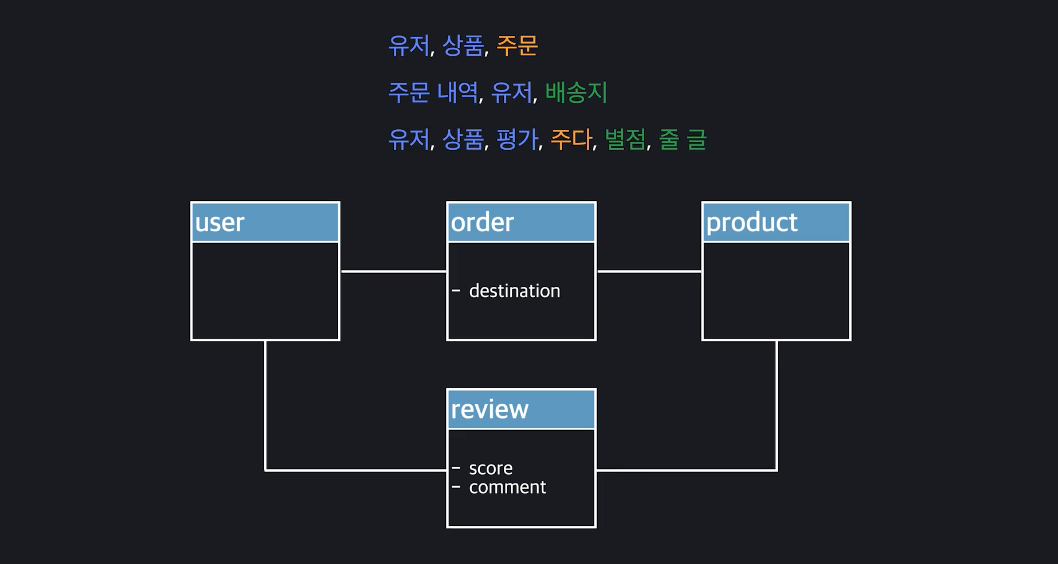 유저, 상품, 주문
주문 내역, 유저, 배송지
유저, 상품, 평가, 주다, 별점, 줄 글
user
order
product
- destination
review
- score
- comment